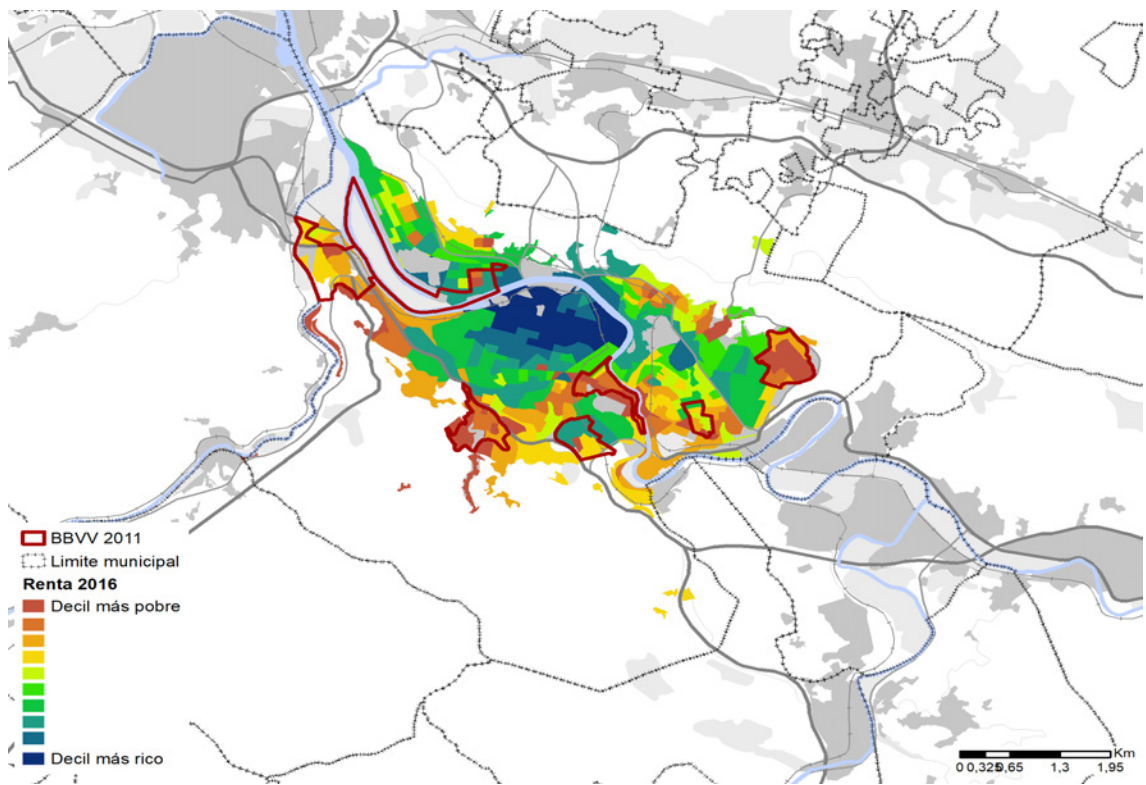 BBVV 2011
Limite municipal
Renta 2016
Decil más pobre
Decil más rico
Km
0 0,325 0,65 1,3 1,95